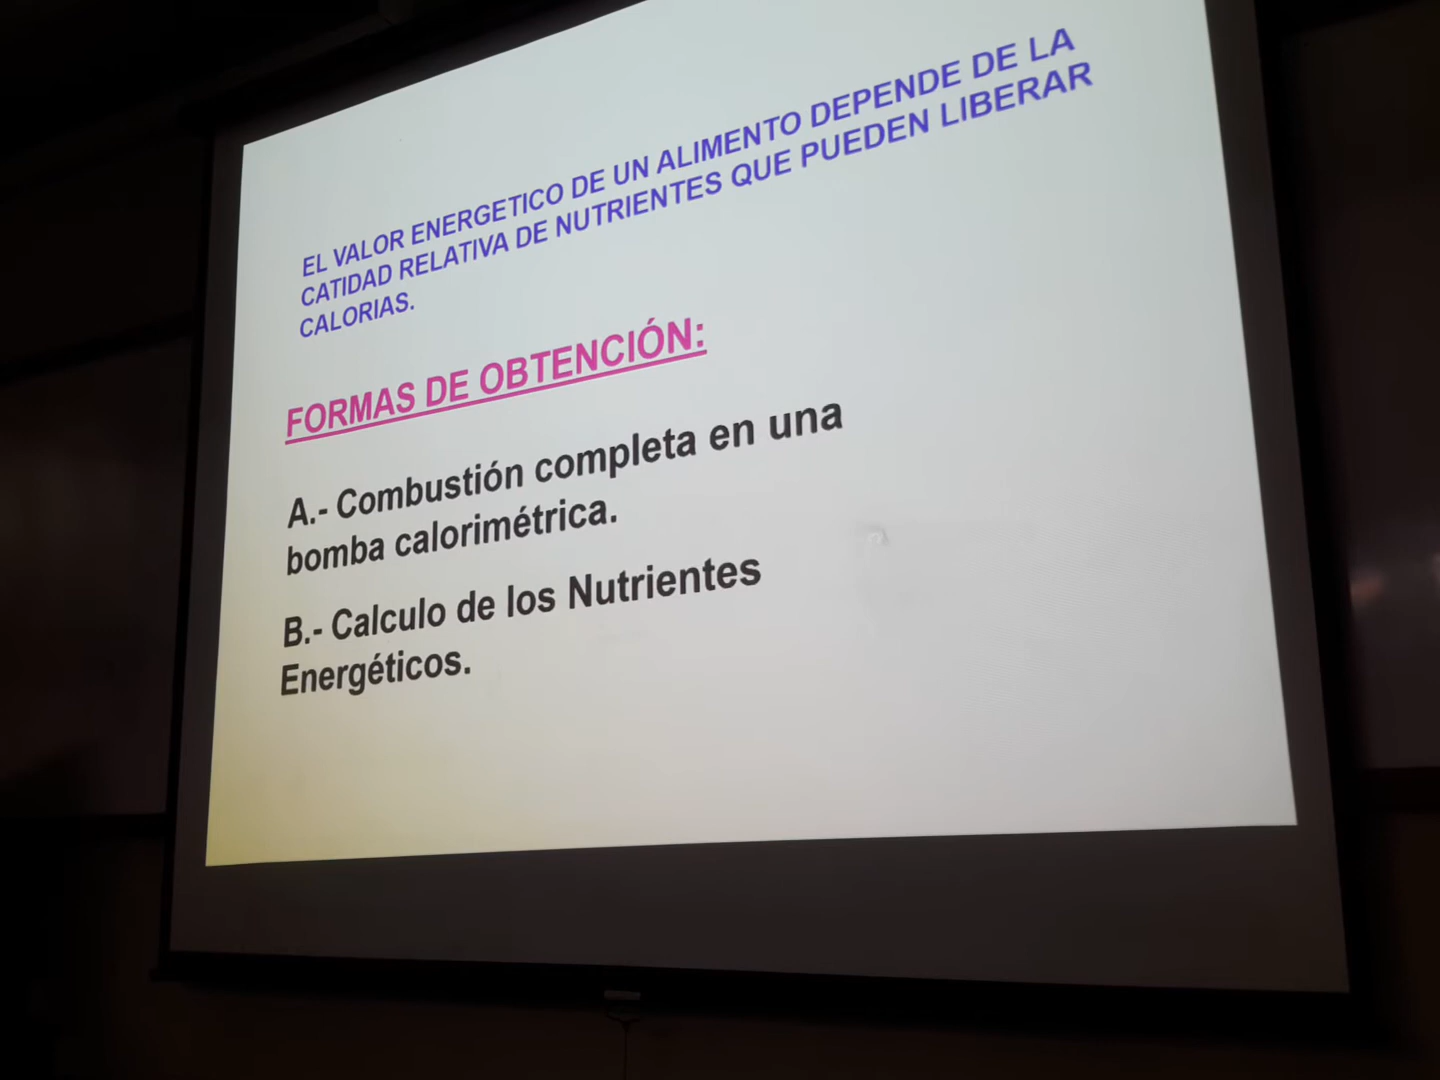 EL VALOR ENERGETICO DE UN ALIMENTO DEPENDE DE LA
CATIDAD RELATIVA DE NUTRIENTES QUE PUEDEN LIBERAR
CALORIAS.
FORMAS DE OBTENCIÓN:
A.- Combustión completa en una
bomba calorimétrica.
B.- Calculo de los Nutrientes
Energéticos.